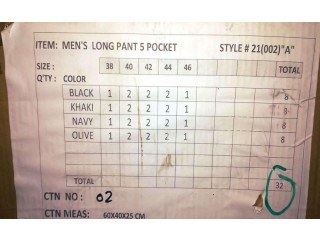 ITEM: MEN'S LONG PANT 5 POCKET STYLE # 21(002)"A"
SIZE : 38 40 42 44 46 TOTAL
Q'TY : COLOR
BLACK 1 2 2 2 1 8
KHAKI 1 2 2 2 1 8
NAVY 1 2 2 2 1 8
OLIVE 1 2 2 2 1 8
TOTAL 32
CTN NO : 02
CTN MEAS: 60X40X25 CM